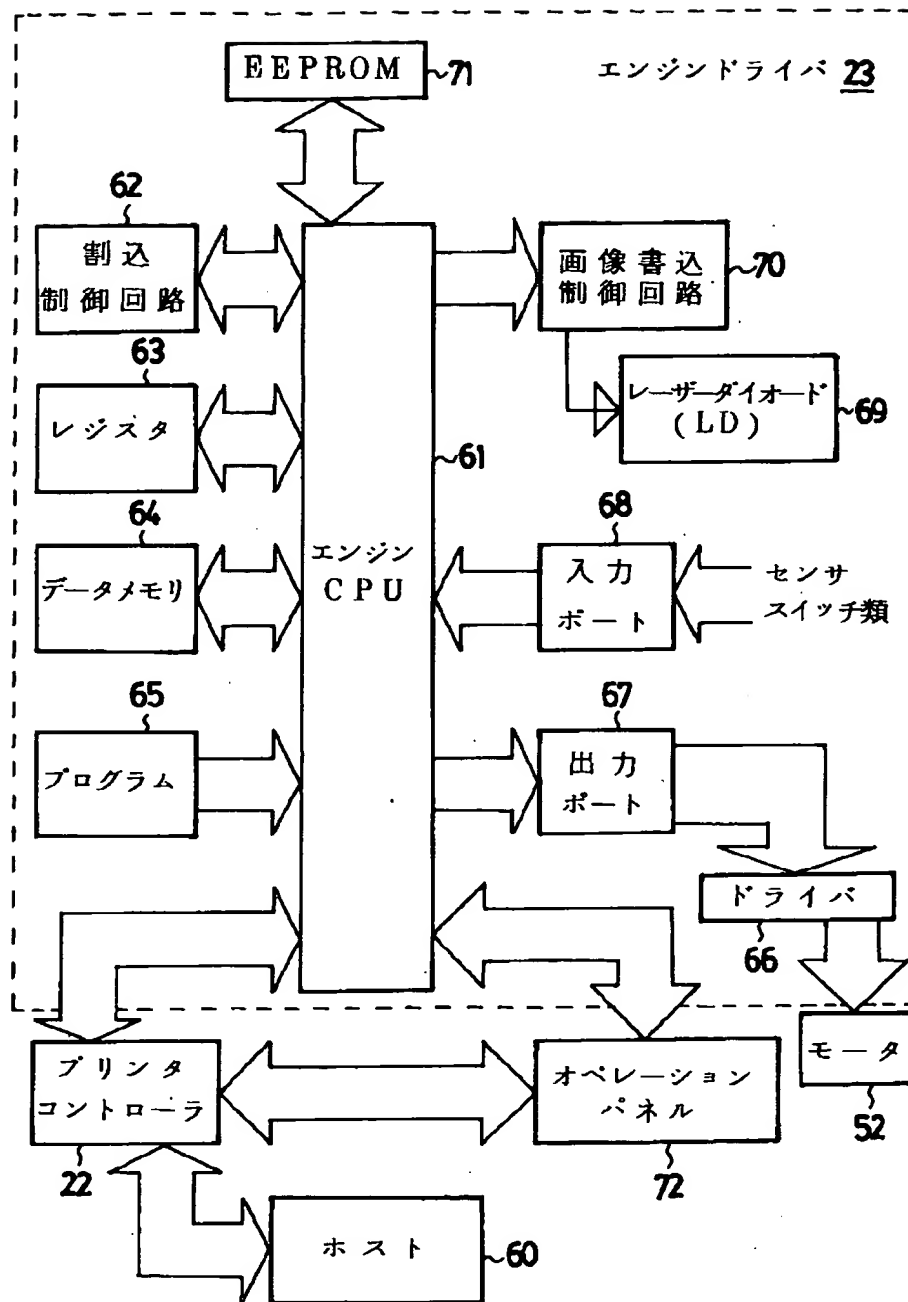 EEPROM
71
エンジンドライバ 23
62
割込
制御回路
画像書込
制御回路
70
63
レジスタ
レーザーダイオード
(LD)
69
61
64
データメモリ
エンジン
CPU
68
入力
ポート
センサ
スイッチ類
65
プログラム
67
出力
ポート
ドライバ
66
プリンタ
コントローラ
22
オペレーション
パネル
72
モータ
52
ホスト
60